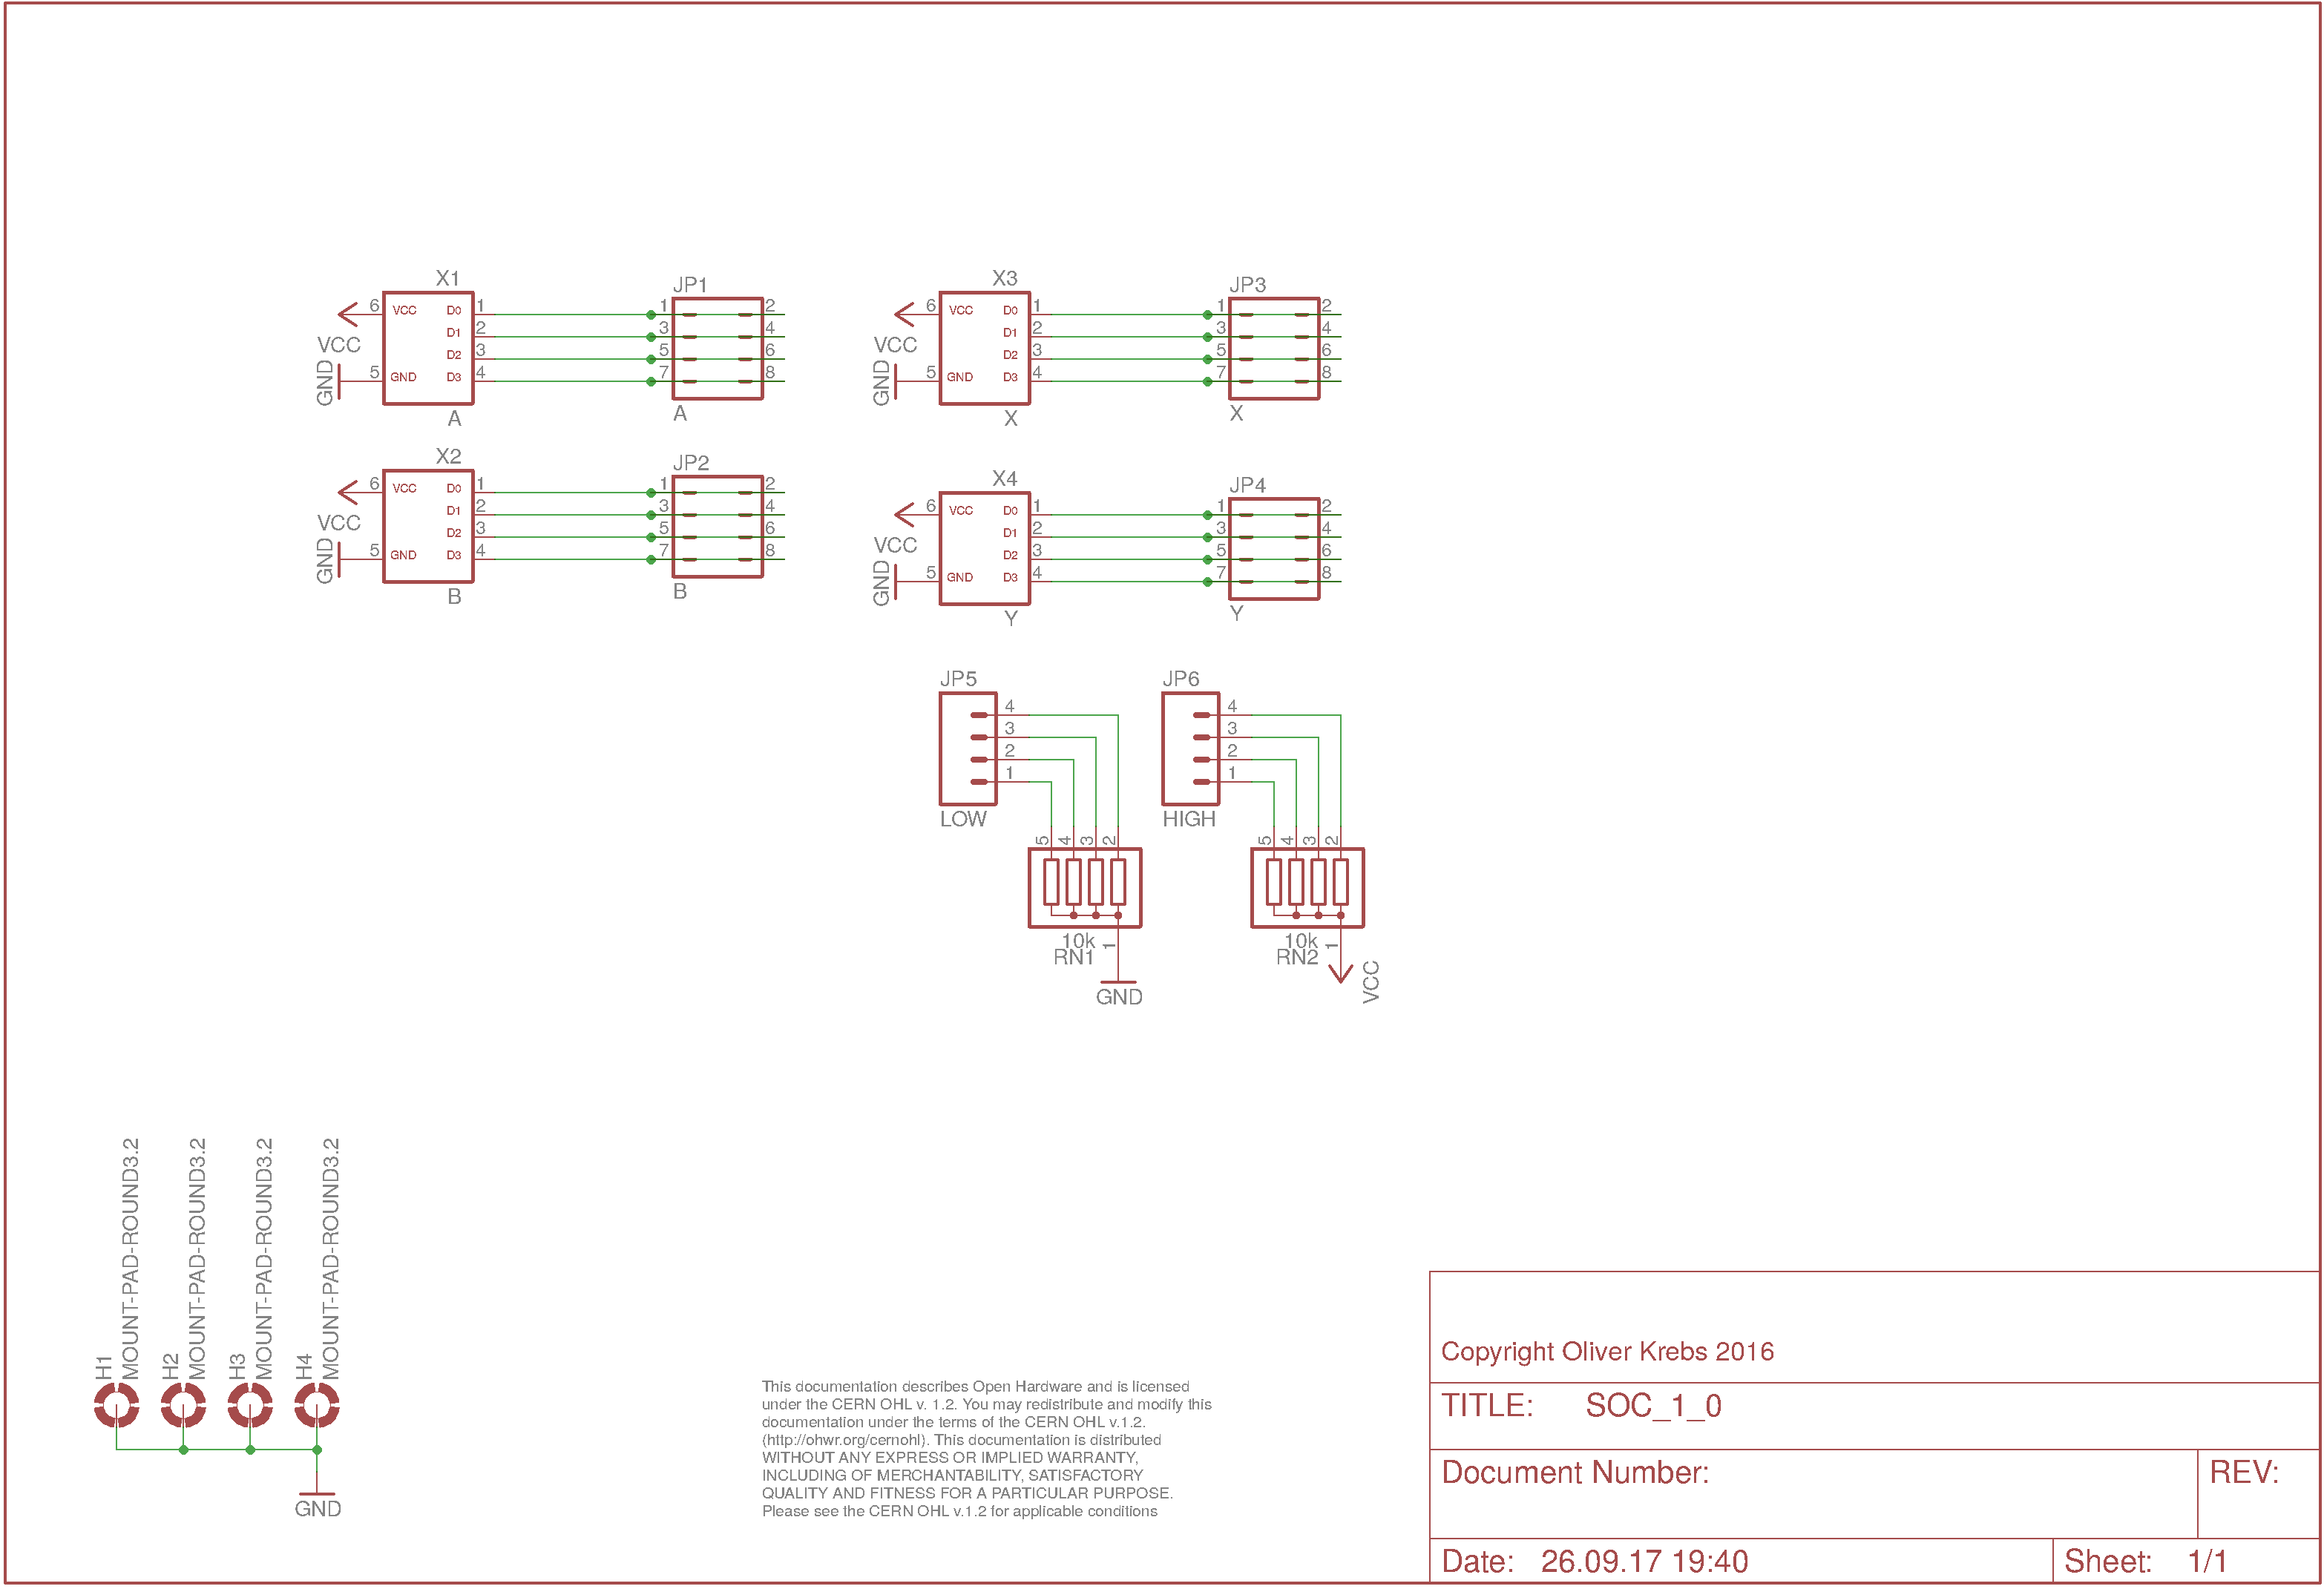 X1
6 VCC D0 1
D1 2
VCC D2 3
GND 5 GND D3 4
A
JP1
1 2
3 4
5 6
7 8
A
X3
6 VCC D0 1
D1 2
VCC D2 3
GND 5 GND D3 4
X
JP3
1 2
3 4
5 6
7 8
X
X2
6 VCC D0 1
D1 2
VCC D2 3
GND 5 GND D3 4
B
JP2
1 2
3 4
5 6
7 8
B
X4
6 VCC D0 1
D1 2
VCC D2 3
GND 5 GND D3 4
Y
JP4
1 2
3 4
5 6
7 8
Y
JP5
4
3
2
1
LOW
5 4 3 2
10k 1
RN1
GND
JP6
4
3
2
1
HIGH
5 4 3 2
10k 1
RN2
VCC
H1
MOUNT-PAD-ROUND3.2
H2
MOUNT-PAD-ROUND3.2
H3
MOUNT-PAD-ROUND3.2
H4
MOUNT-PAD-ROUND3.2
GND
This documentation describes Open Hardware and is licensed
under the CERN OHL v. 1.2. You may redistribute and modify this
documentation under the terms of the CERN OHL v.1.2.
(http://ohwr.org/cernohl). This documentation is distributed
WITHOUT ANY EXPRESS OR IMPLIED WARRANTY,
INCLUDING OF MERCHANTABILITY, SATISFACTORY
QUALITY AND FITNESS FOR A PARTICULAR PURPOSE.
Please see the CERN OHL v.1.2 for applicable conditions
Copyright Oliver Krebs 2016
TITLE: SOC_1_0
Document Number: REV:
Date: 26.09.17 19:40 Sheet: 1/1